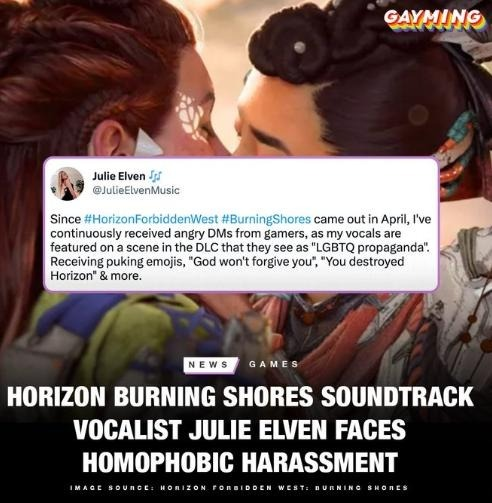 GAYMING
Julie Elven
@JulieElvenMusic
Since #HorizonForbiddenWest #BurningShores came out in April, I've
continuously received angry DMs from gamers, as my vocals are
featured on a scene in the DLC that they see as "LGBTQ propaganda".
Receiving puking emojis, "God won't forgive you", "You destroyed
Horizon" & more.
NEWS GAMES
HORIZON BURNING SHORES SOUNDTRACK
VOCALIST JULIE ELVEN FACES
HOMOPHOBIC HARASSMENT
IMAGE SOURCE: HORIZON FORBIDDEN WEST: BURNING SHORES